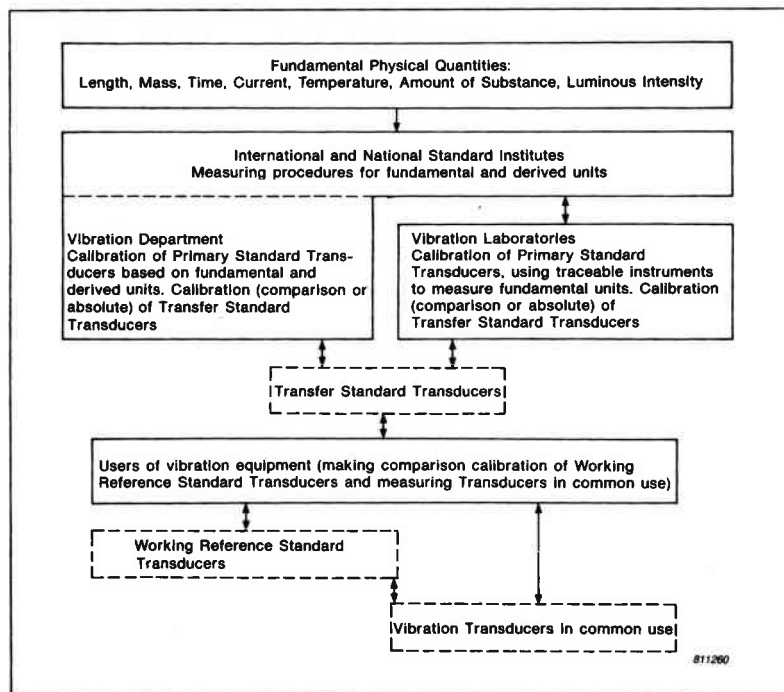 Fundamental Physical Quantities:
Length, Mass, Time, Current, Temperature, Amount of Substance, Luminous Intensity
International and National Standard Institutes
Measuring procedures for fundamental and derived units
Vibration Department
Calibration of Primary Standard Trans-
ducers based on fundamental and
derived units. Calibration (comparison or
absolute) of Transfer Standard
Transducers
Vibration Laboratories
Calibration of Primary Standard
Transducers, using traceable instruments
to measure fundamental units. Calibration
(comparison or absolute) of
Transfer Standard Transducers
Transfer Standard Transducers
Users of vibration equipment (making comparison calibration of Working
Reference Standard Transducers and measuring Transducers in common use)
Working Reference Standard
Transducers
Vibration Transducers in common use
811260